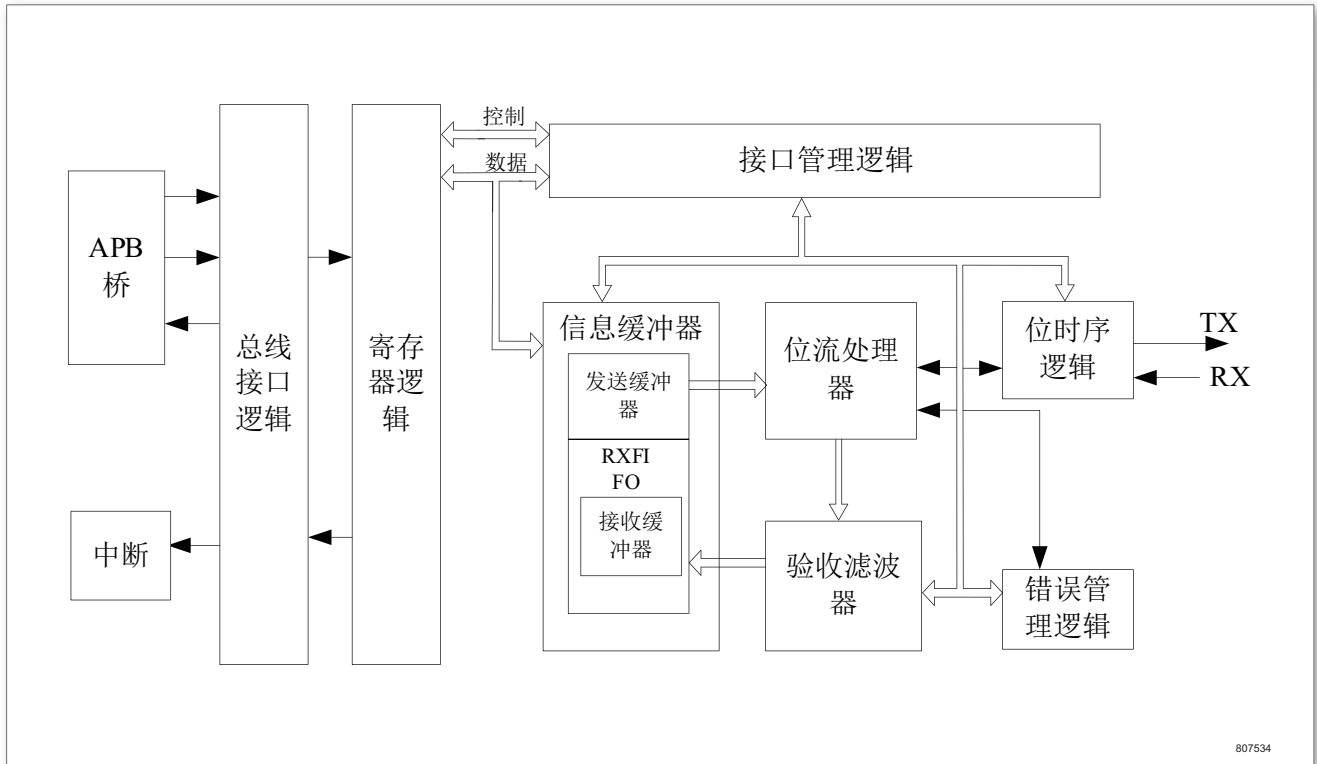 控制
数据
接口管理逻辑
APB
桥
总线
接口
逻辑
寄存
器逻
辑
信息缓冲器
发送缓冲
器
RXFI
FO
接收缓
冲器
位流处理
器
位时序
逻辑
TX
RX
验收滤波
器
错误管
理逻辑
中断
807534